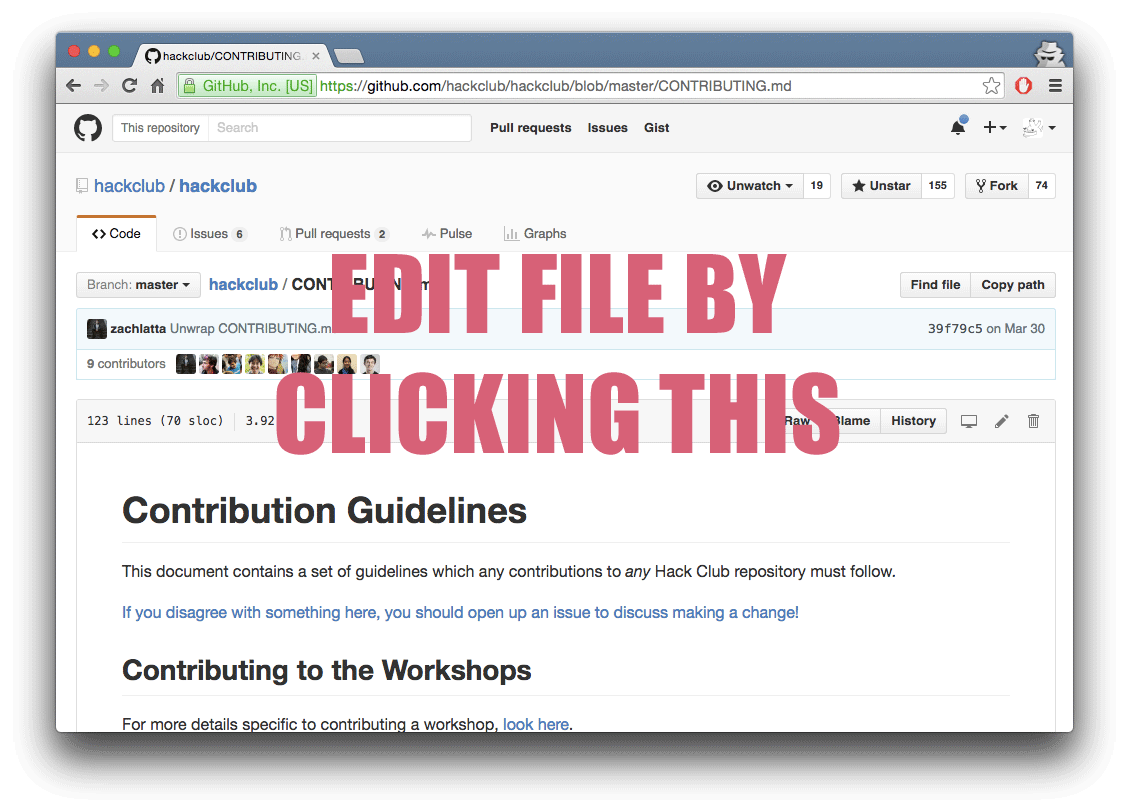 hackclub/CONTRIBUTING.
GitHub, Inc. [US] https://github.com/hackclub/hackclub/blob/master/CONTRIBUTING.md
This repository Search Pull requests Issues Gist
hackclub / hackclub Unwatch 19 Unstar 155 Fork 74
Code Issues 6 Pull requests 2 Pulse Graphs
EDIT FILE BY
Branch: master hackclub / Find file Copy path
zachlatta Unwrap 39f79c5 on Mar 30
9 contributors
CLICKING THIS
123 lines (70 sloc) 3.92 Raw Blame History
Contribution Guidelines
This document contains a set of guidelines which any contributions to any Hack Club repository must follow.
If you disagree with something here, you should open up an issue to discuss making a change!
Contributing to the Workshops
For more details specific to contributing a workshop, look here.